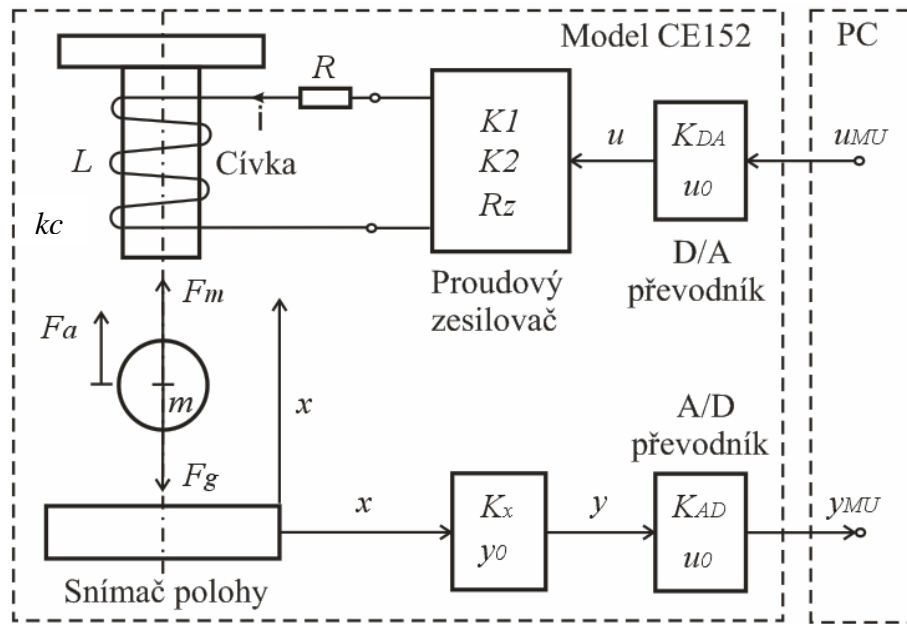 Model CE152
PC
R
i
L
Cívka
kc
K1
K2
Rz
Proudový
zesilovač
u
KDA
u0
D/A
převodník
uMU
Fm
Fa
m
x
Fg
Snímač polohy
x
Kx
y0
y
A/D
převodník
KAD
u0
yMU